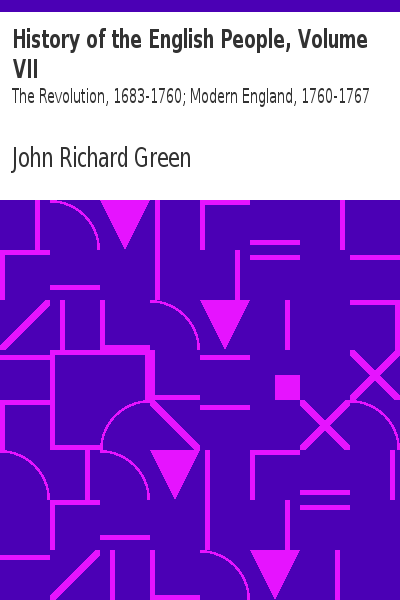 History of the English People, Volume
VII
The Revolution, 1683-1760; Modern England, 1760-1767
John Richard Green